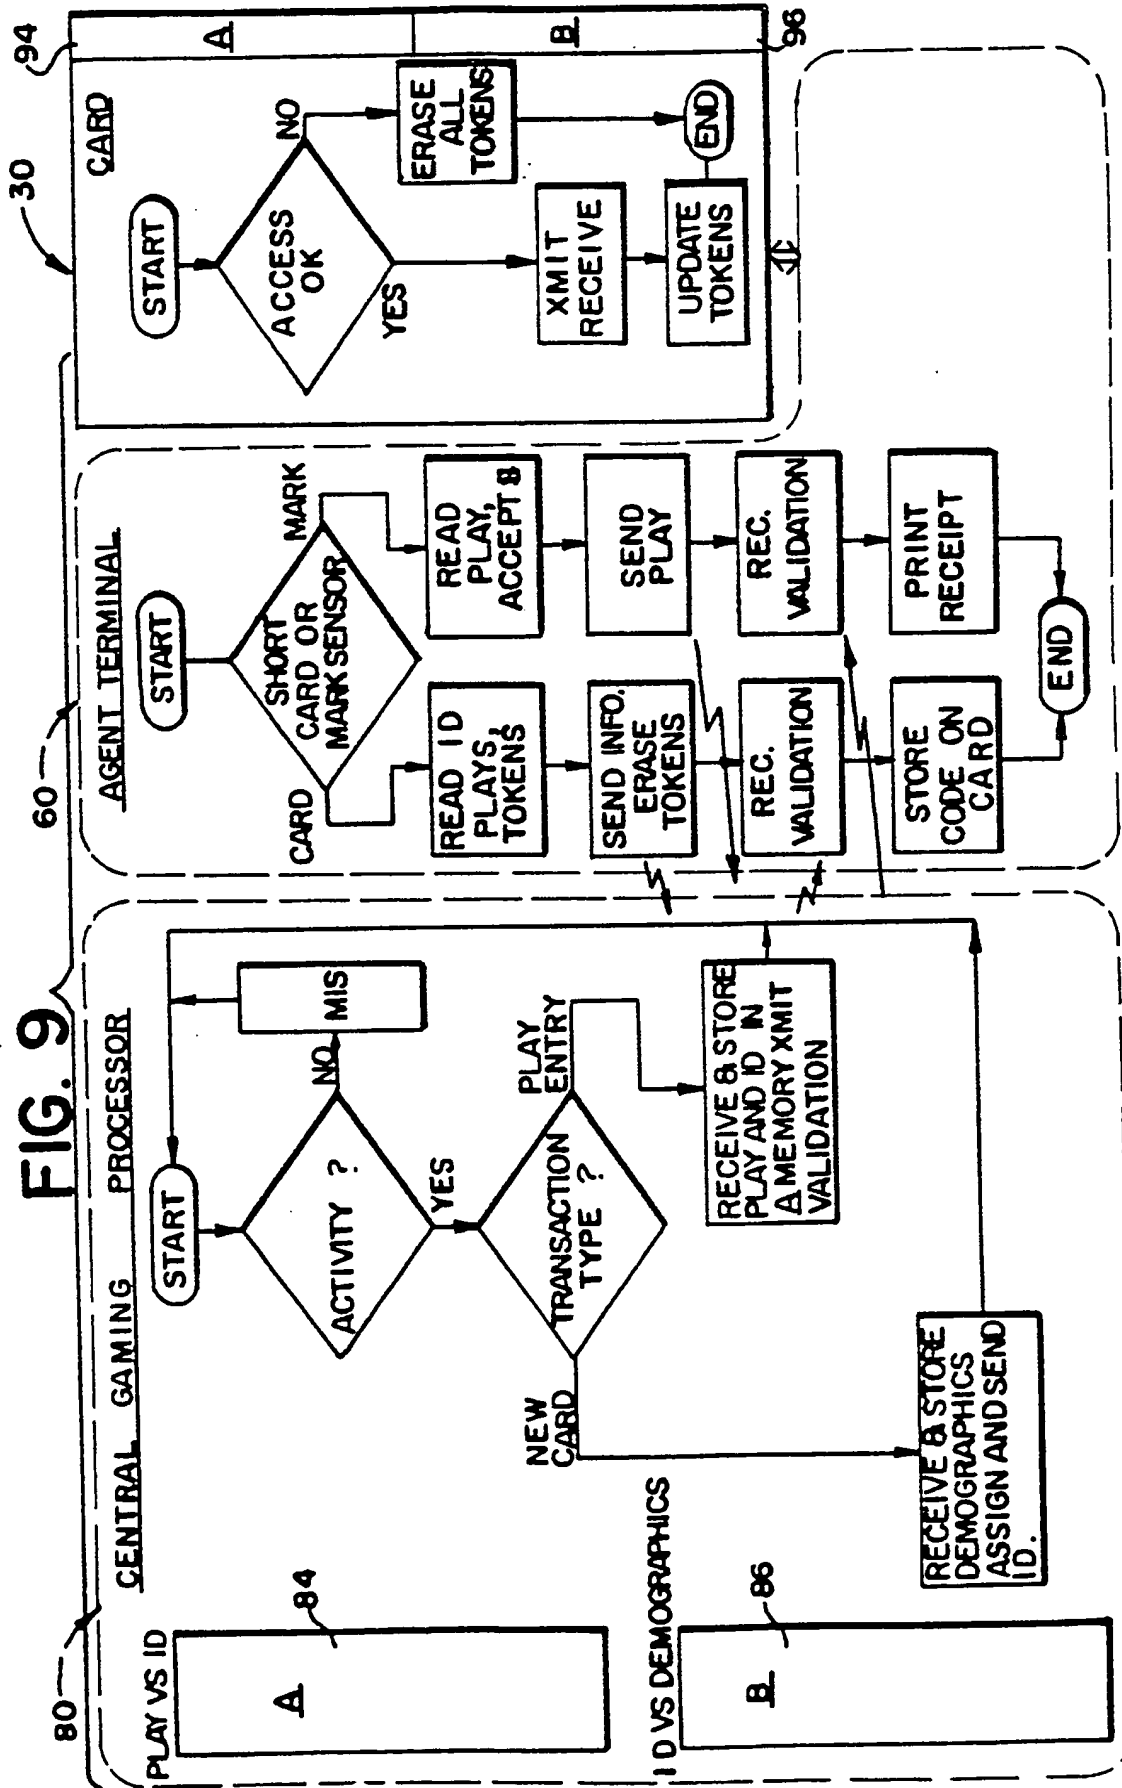 FIG. 9
80
CENTRAL GAMING PROCESSOR
PLAY VS ID
A
84
ID VS DEMOGRAPHICS
B
86
START
ACTIVITY ?
NO
MIS
YES
TRANSACTION
TYPE ?
NEW
CARD
PLAY
ENTRY
RECEIVE & STORE
PLAY AND ID IN
A MEMORY XMIT
VALIDATION
RECEIVE & STORE
DEMOGRAPHICS
ASSIGN AND SEND
ID.
60
AGENT TERMINAL
START
SHORT
CARD OR
MARK SENSOR
CARD
MARK
READ ID
PLAYS,
TOKENS
SEND INFO.
ERASE
TOKENS
REC.
VALIDATION
STORE
CODE ON
CARD
READ
PLAY,
ACCEPT $
SEND
PLAY
REC.
VALIDATION
PRINT
RECEIPT
END
30
CARD
94
A
B
96
START
ACCESS
OK
NO
YES
ERASE
ALL
TOKENS
XMIT
RECEIVE
UPDATE
TOKENS
END